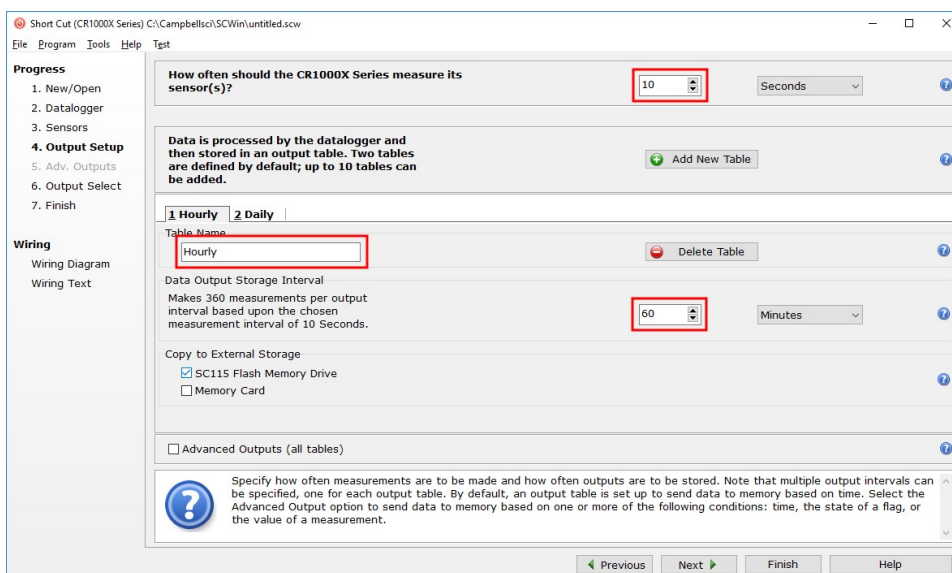 Short Cut (CR1000X Series) C:\Campbellsci\SCWin\untitled.scw
File Program Tools Help Test
Progress
1. New/Open
2. Datalogger
3. Sensors
4. Output Setup
5. Adv. Outputs
6. Output Select
7. Finish
Wiring
Wiring Diagram
Wiring Text
How often should the CR1000X Series measure its
sensor(s)?
10
Seconds
Data is processed by the datalogger and
then stored in an output table. Two tables
are defined by default; up to 10 tables can
be added.
Add New Table
1 Hourly 2 Daily
Table Name
Hourly
Delete Table
Data Output Storage Interval
Makes 360 measurements per output
interval based upon the chosen
measurement interval of 10 Seconds.
60
Minutes
Copy to External Storage
SC115 Flash Memory Drive
Memory Card
Advanced Outputs (all tables)
Specify how often measurements are to be made and how often outputs are to be stored. Note that multiple output intervals can
be specified, one for each output table. By default, an output table is set up to send data to memory based on time. Select the
Advanced Output option to send data to memory based on one or more of the following conditions: time, the state of a flag, or
the value of a measurement.
Previous Next Finish Help